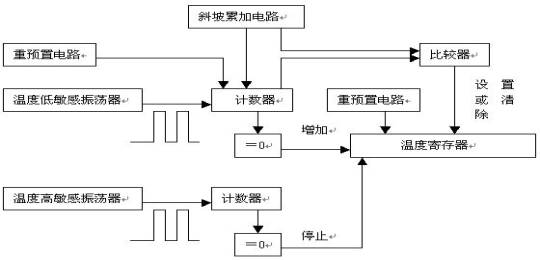 斜坡累加电路
重预置电路
比较器
温度低敏感振荡器
计数器
重预置电路
设 置
或 清
除
=0
增加
温度寄存器
温度高敏感振荡器
计数器
=0
停止